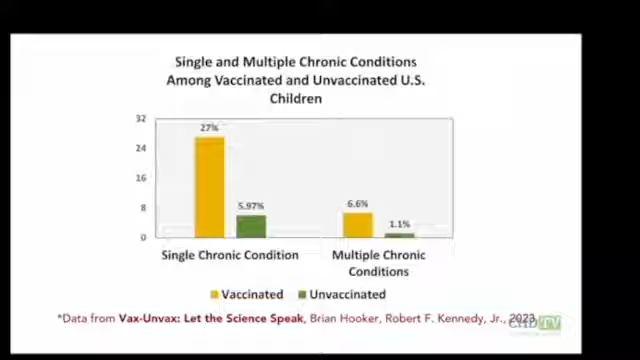 Single and Multiple Chronic Conditions
Among Vaccinated and Unvaccinated U.S.
Children
32
27%
24
16
8
5.97%
6.6%
1.1%
0
Single Chronic Condition
Multiple Chronic
Conditions
Vaccinated
Unvaccinated
*Data from Vax-Unvax: Let the Science Speak, Brian Hooker, Robert F. Kennedy, Jr., 2023
CHD TV